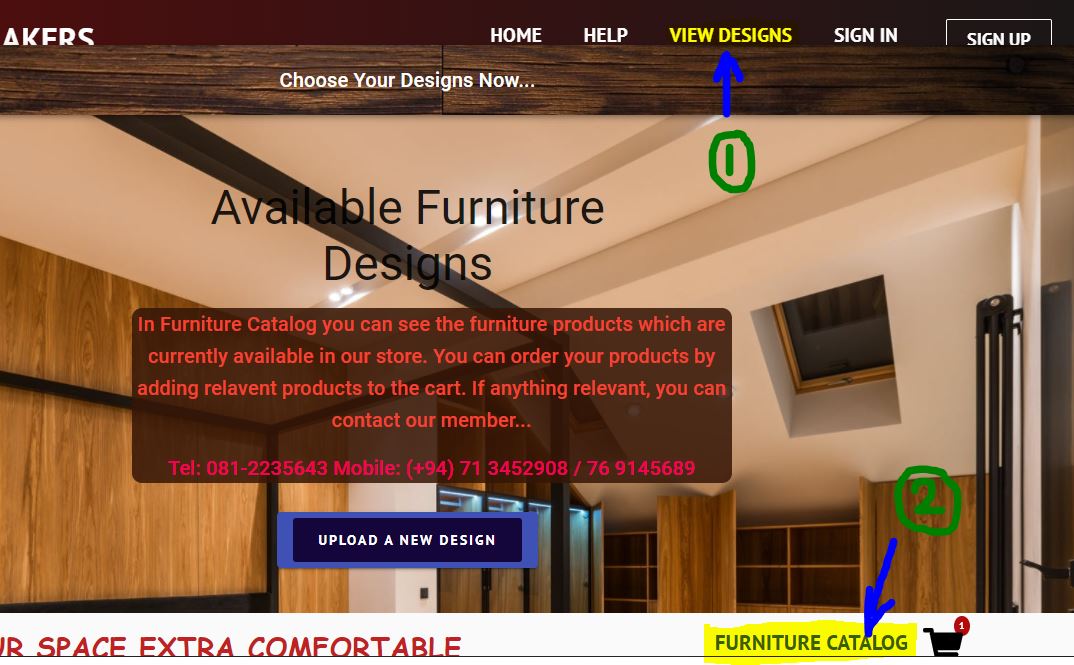 AKERS
HOME HELP VIEW DESIGNS SIGN IN SIGN UP
Choose Your Designs Now...
1
Available Furniture
Designs
In Furniture Catalog you can see the furniture products which are
currently available in our store. You can order your products by
adding relavent products to the cart. If anything relevant, you can
contact our member...
Tel: 081-2235643 Mobile: (+94) 71 3452908 / 76 9145689
2
UPLOAD A NEW DESIGN
UR SPACE EXTRA COMFORTABLE
FURNITURE CATALOG
1